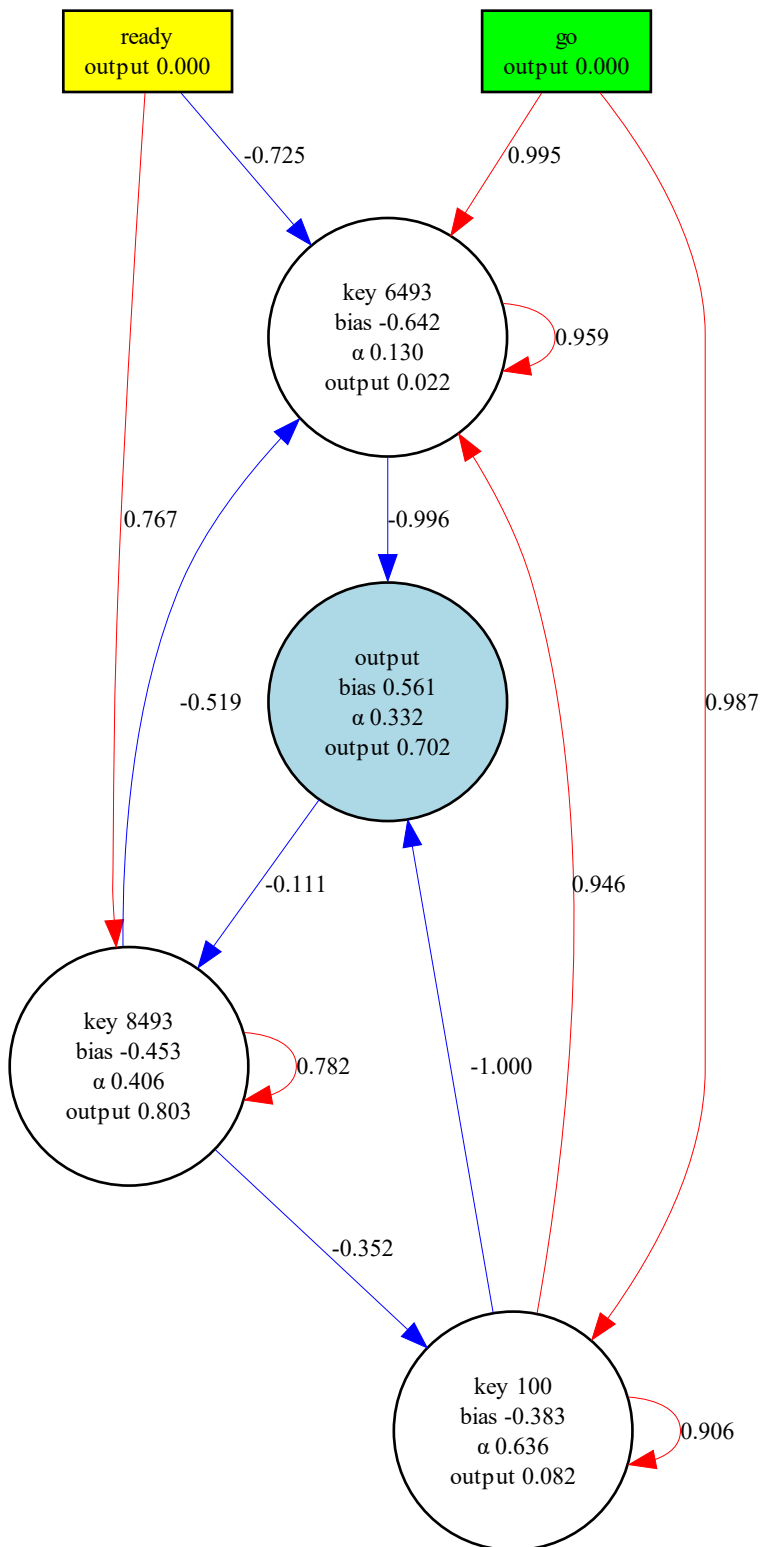 ready
output 0.000
go
output 0.000
-0.725
0.995
key 6493
bias -0.642
α 0.130
output 0.022
0.959
0.767
-0.996
-0.519
output
bias 0.561
α 0.332
output 0.702
0.987
-0.111
0.946
key 8493
bias -0.453
α 0.406
output 0.803
0.782
-1.000
-0.352
key 100
bias -0.383
α 0.636
output 0.082
0.906